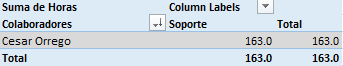 Suma de Horas Column Labels
Colaboradores Soporte Total
Cesar Orrego 163.0 163.0
Total 163.0 163.0